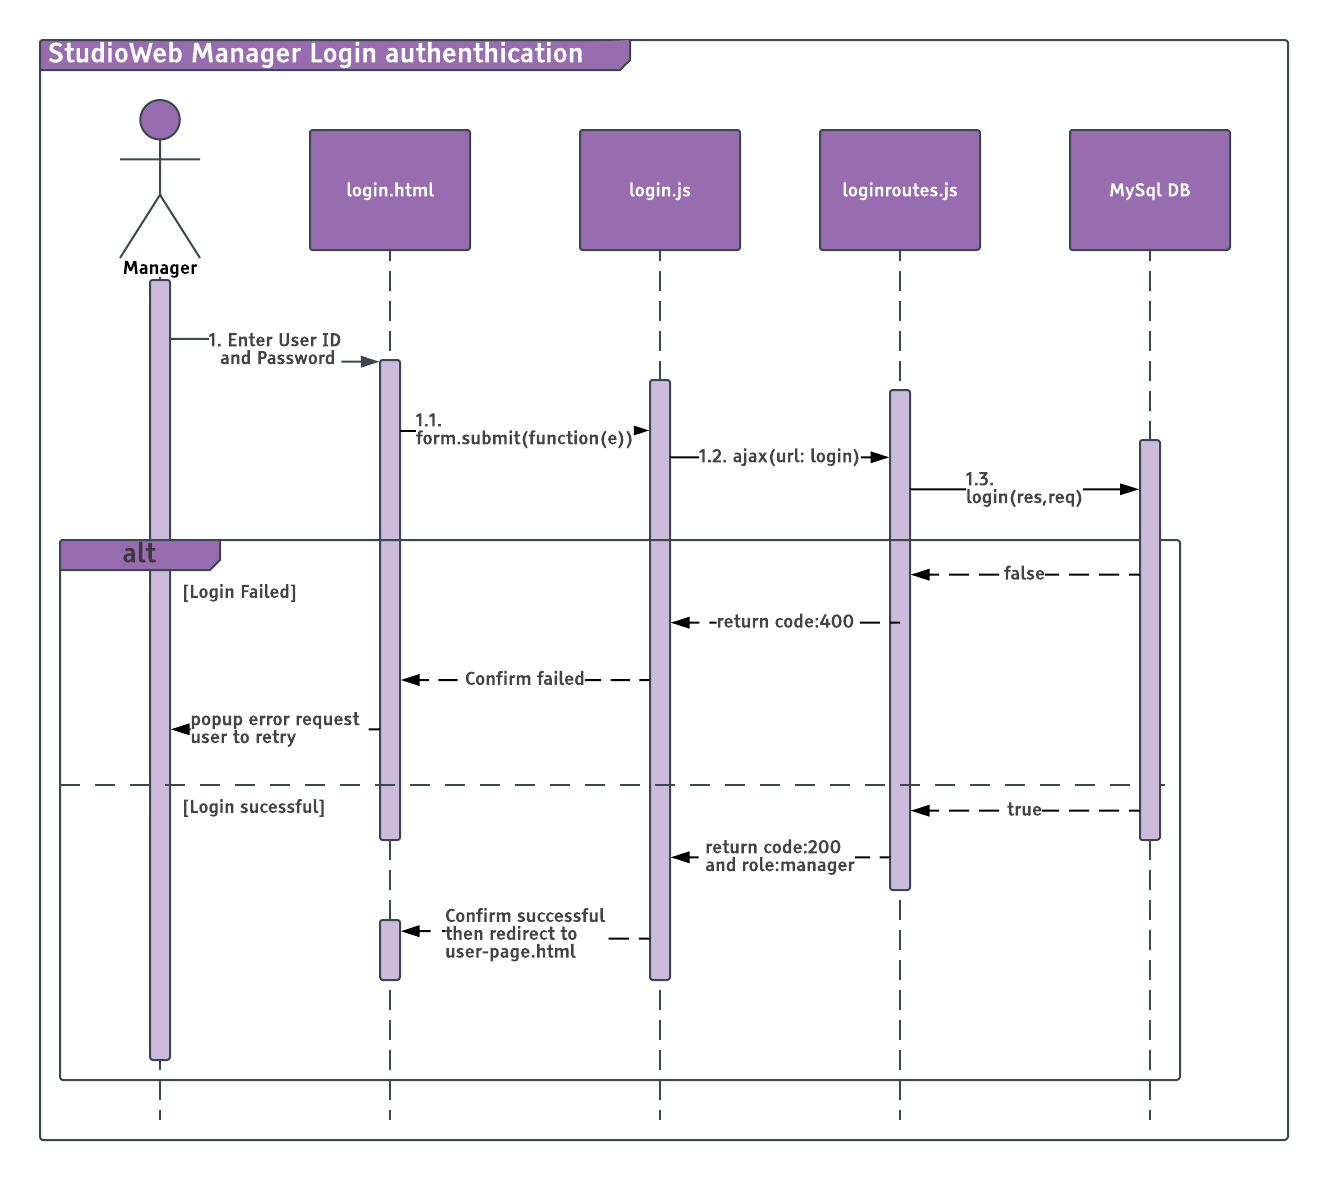 StudioWeb Manager Login authenthication
login.html
login.js
loginroutes.js
MySql DB
Manager
1. Enter User ID
and Password
1.1.
form.submit(function(e))
1.2. ajax(url: login)
1.3.
login(res,req)
alt
[Login Failed]
false
return code:400
Confirm failed
popup error request
user to retry
[Login sucessful]
true
return code:200
and role:manager
Confirm successful
then redirect to
user-page.html